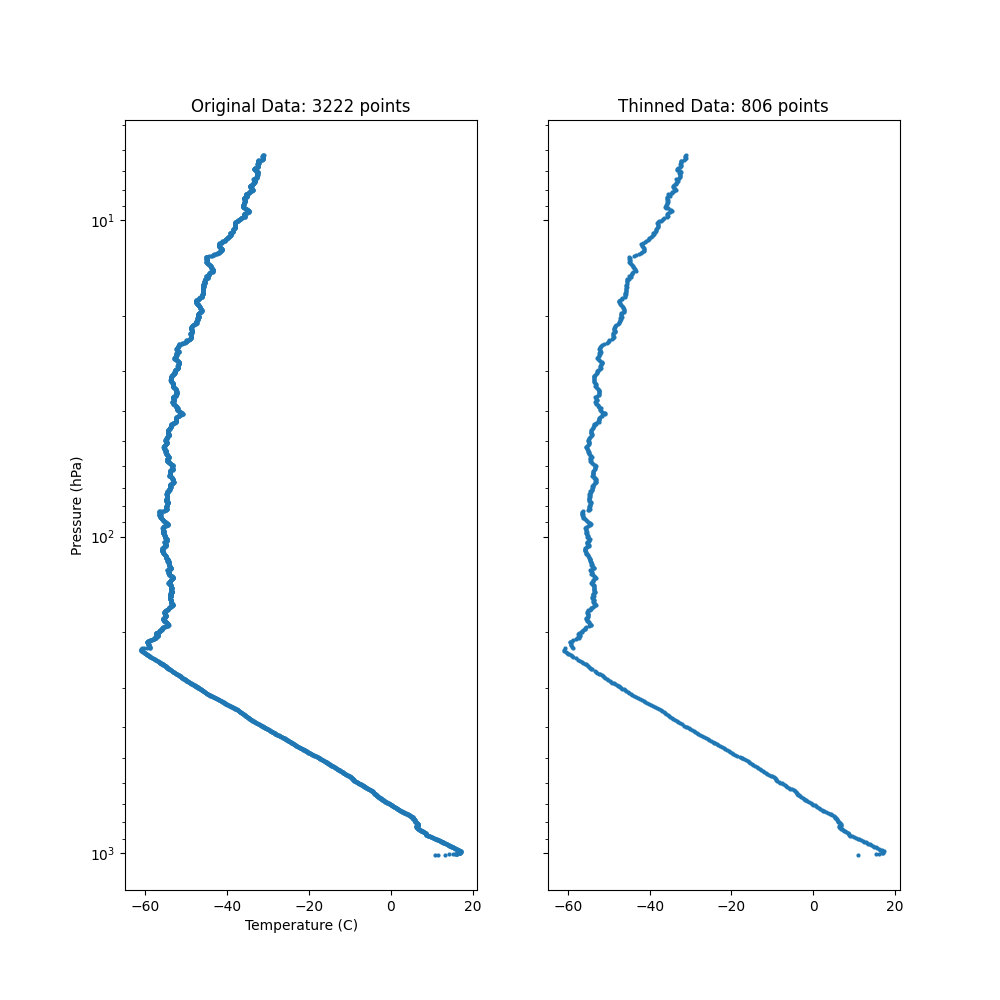 Original Data: 3222 points
Thinned Data: 806 points
10¹
10²
10³
Pressure (hPa)
−60 −40 −20 0 20
−60 −40 −20 0 20
Temperature (C)